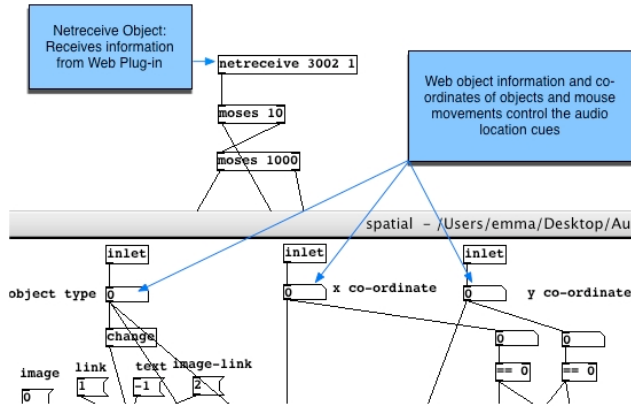 Netreceive Object:
Receives information
from Web Plug-in
netreceive 3002 1
Web object information and co-
ordinates of objects and mouse
movements control the audio
location cues
moses 10
moses 1000
spatial - /Users/emma/Desktop/Au
inlet
inlet
inlet
object type
0
0
x co-ordinate
0
y co-ordinate
change
0
0
image
link
text
image-link
== 0
== 0
0
1
-1
2